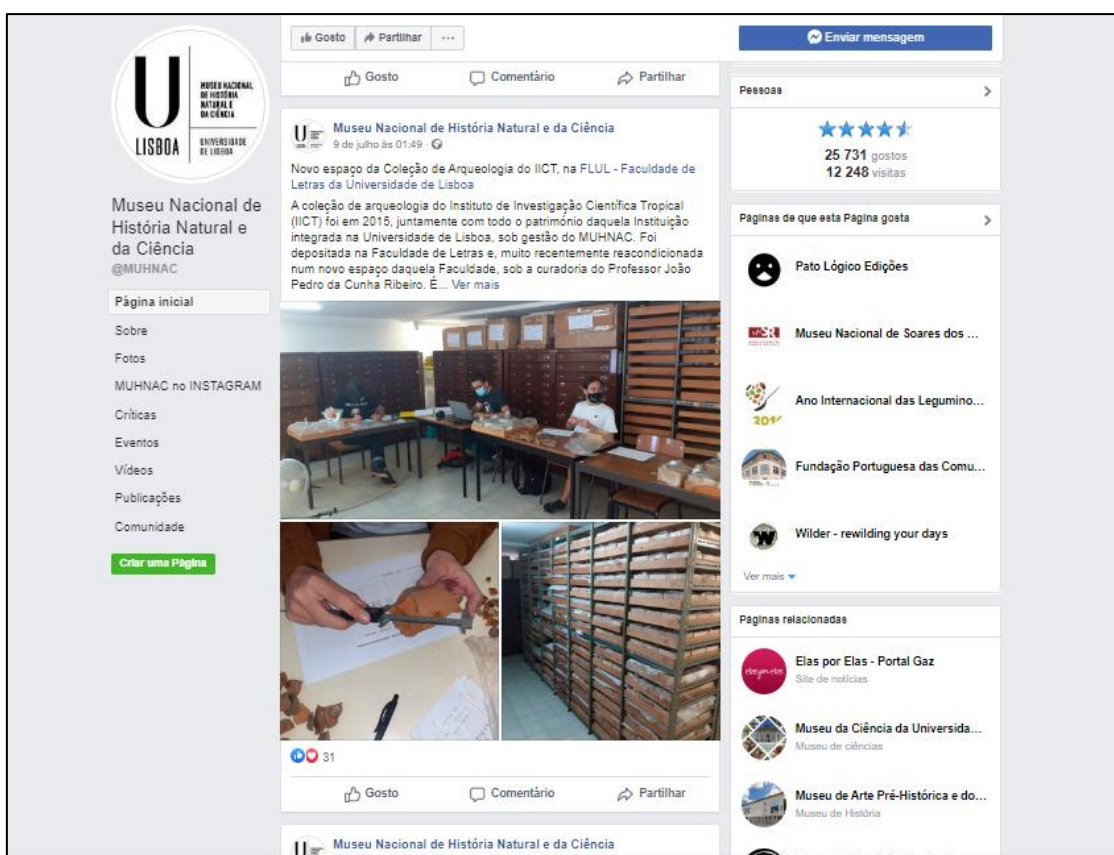 U
LISBOA
MUSEU NACIONAL
DE HISTÓRIA
NATURAL E
DA CIÊNCIA
UNIVERSIDADE
DE LISBOA
Museu Nacional de
História Natural e
da Ciência
@MUHNAC
Página inicial
Sobre
Fotos
MUHNAC no INSTAGRAM
Críticas
Eventos
Vídeos
Publicações
Comunidade
Criar uma Página
Gosto
Partilhar
...
Gosto
Comentário
Partilhar
Museu Nacional de História Natural e da Ciência
9 de julho às 01:49 ·
Novo espaço da Coleção de Arqueologia do IICT, na FLUL - Faculdade de
Letras da Universidade de Lisboa
A coleção de arqueologia do Instituto de Investigação Científica Tropical
(IICT) foi em 2015, juntamente com todo o património daquela Instituição
integrada na Universidade de Lisboa, sob gestão do MUHNAC. Foi
depositada na Faculdade de Letras e, muito recentemente reacondicionada
num novo espaço daquela Faculdade, sob a curadoria do Professor João
Pedro da Cunha Ribeiro. É... Ver mais
31
Gosto
Comentário
Partilhar
U
Museu Nacional de História Natural e da Ciência
Enviar mensagem
Pessoas
25 731 gostos
12 248 visitas
Páginas de que esta Página gosta
Pato Lógico Edições
Museu Nacional de Soares dos ...
Ano Internacional das Legumino...
Fundação Portuguesa das Comu...
Wilder - rewilding your days
Ver mais
Páginas relacionadas
elas por elas
Elas por Elas - Portal Gaz
Site de notícias
Museu da Ciência da Universida...
Museu de ciências
Museu de Arte Pré-Histórica e do...
Museu de História